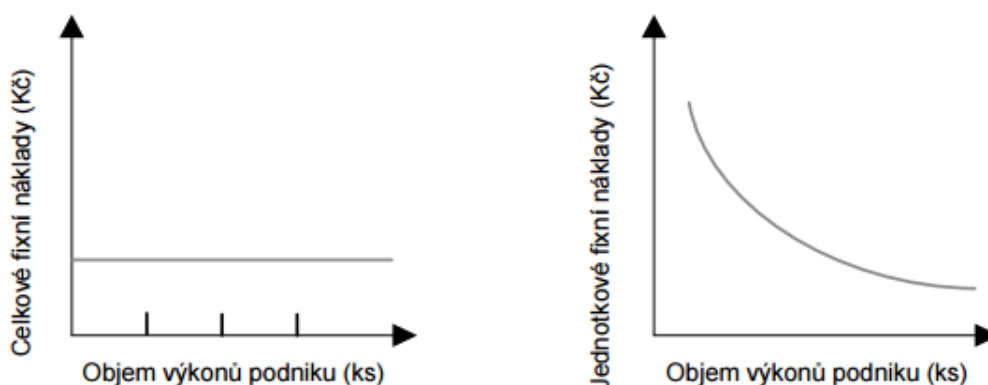 Celkové fixní náklady (Kč)
Objem výkonů podniku (ks)
Jednotkové fixní náklady (Kč)
Objem výkonů podniku (ks)